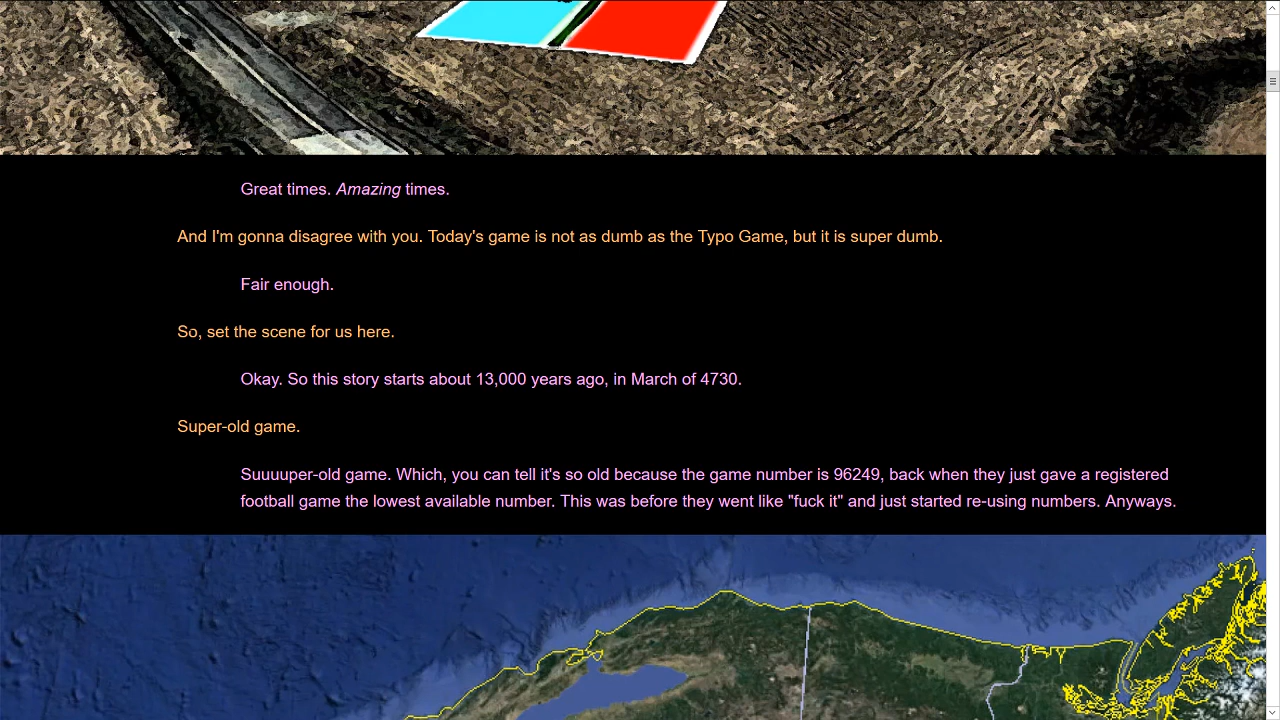 Great times. Amazing times.
And I'm gonna disagree with you. Today's game is not as dumb as the Typo Game, but it is super dumb.
Fair enough.
So, set the scene for us here.
Okay. So this story starts about 13,000 years ago, in March of 4730.
Super-old game.
Suuuuper-old game. Which, you can tell it's so old because the game number is 96249, back when they just gave a registered
football game the lowest available number. This was before they went like "fuck it" and just started re-using numbers. Anyways.